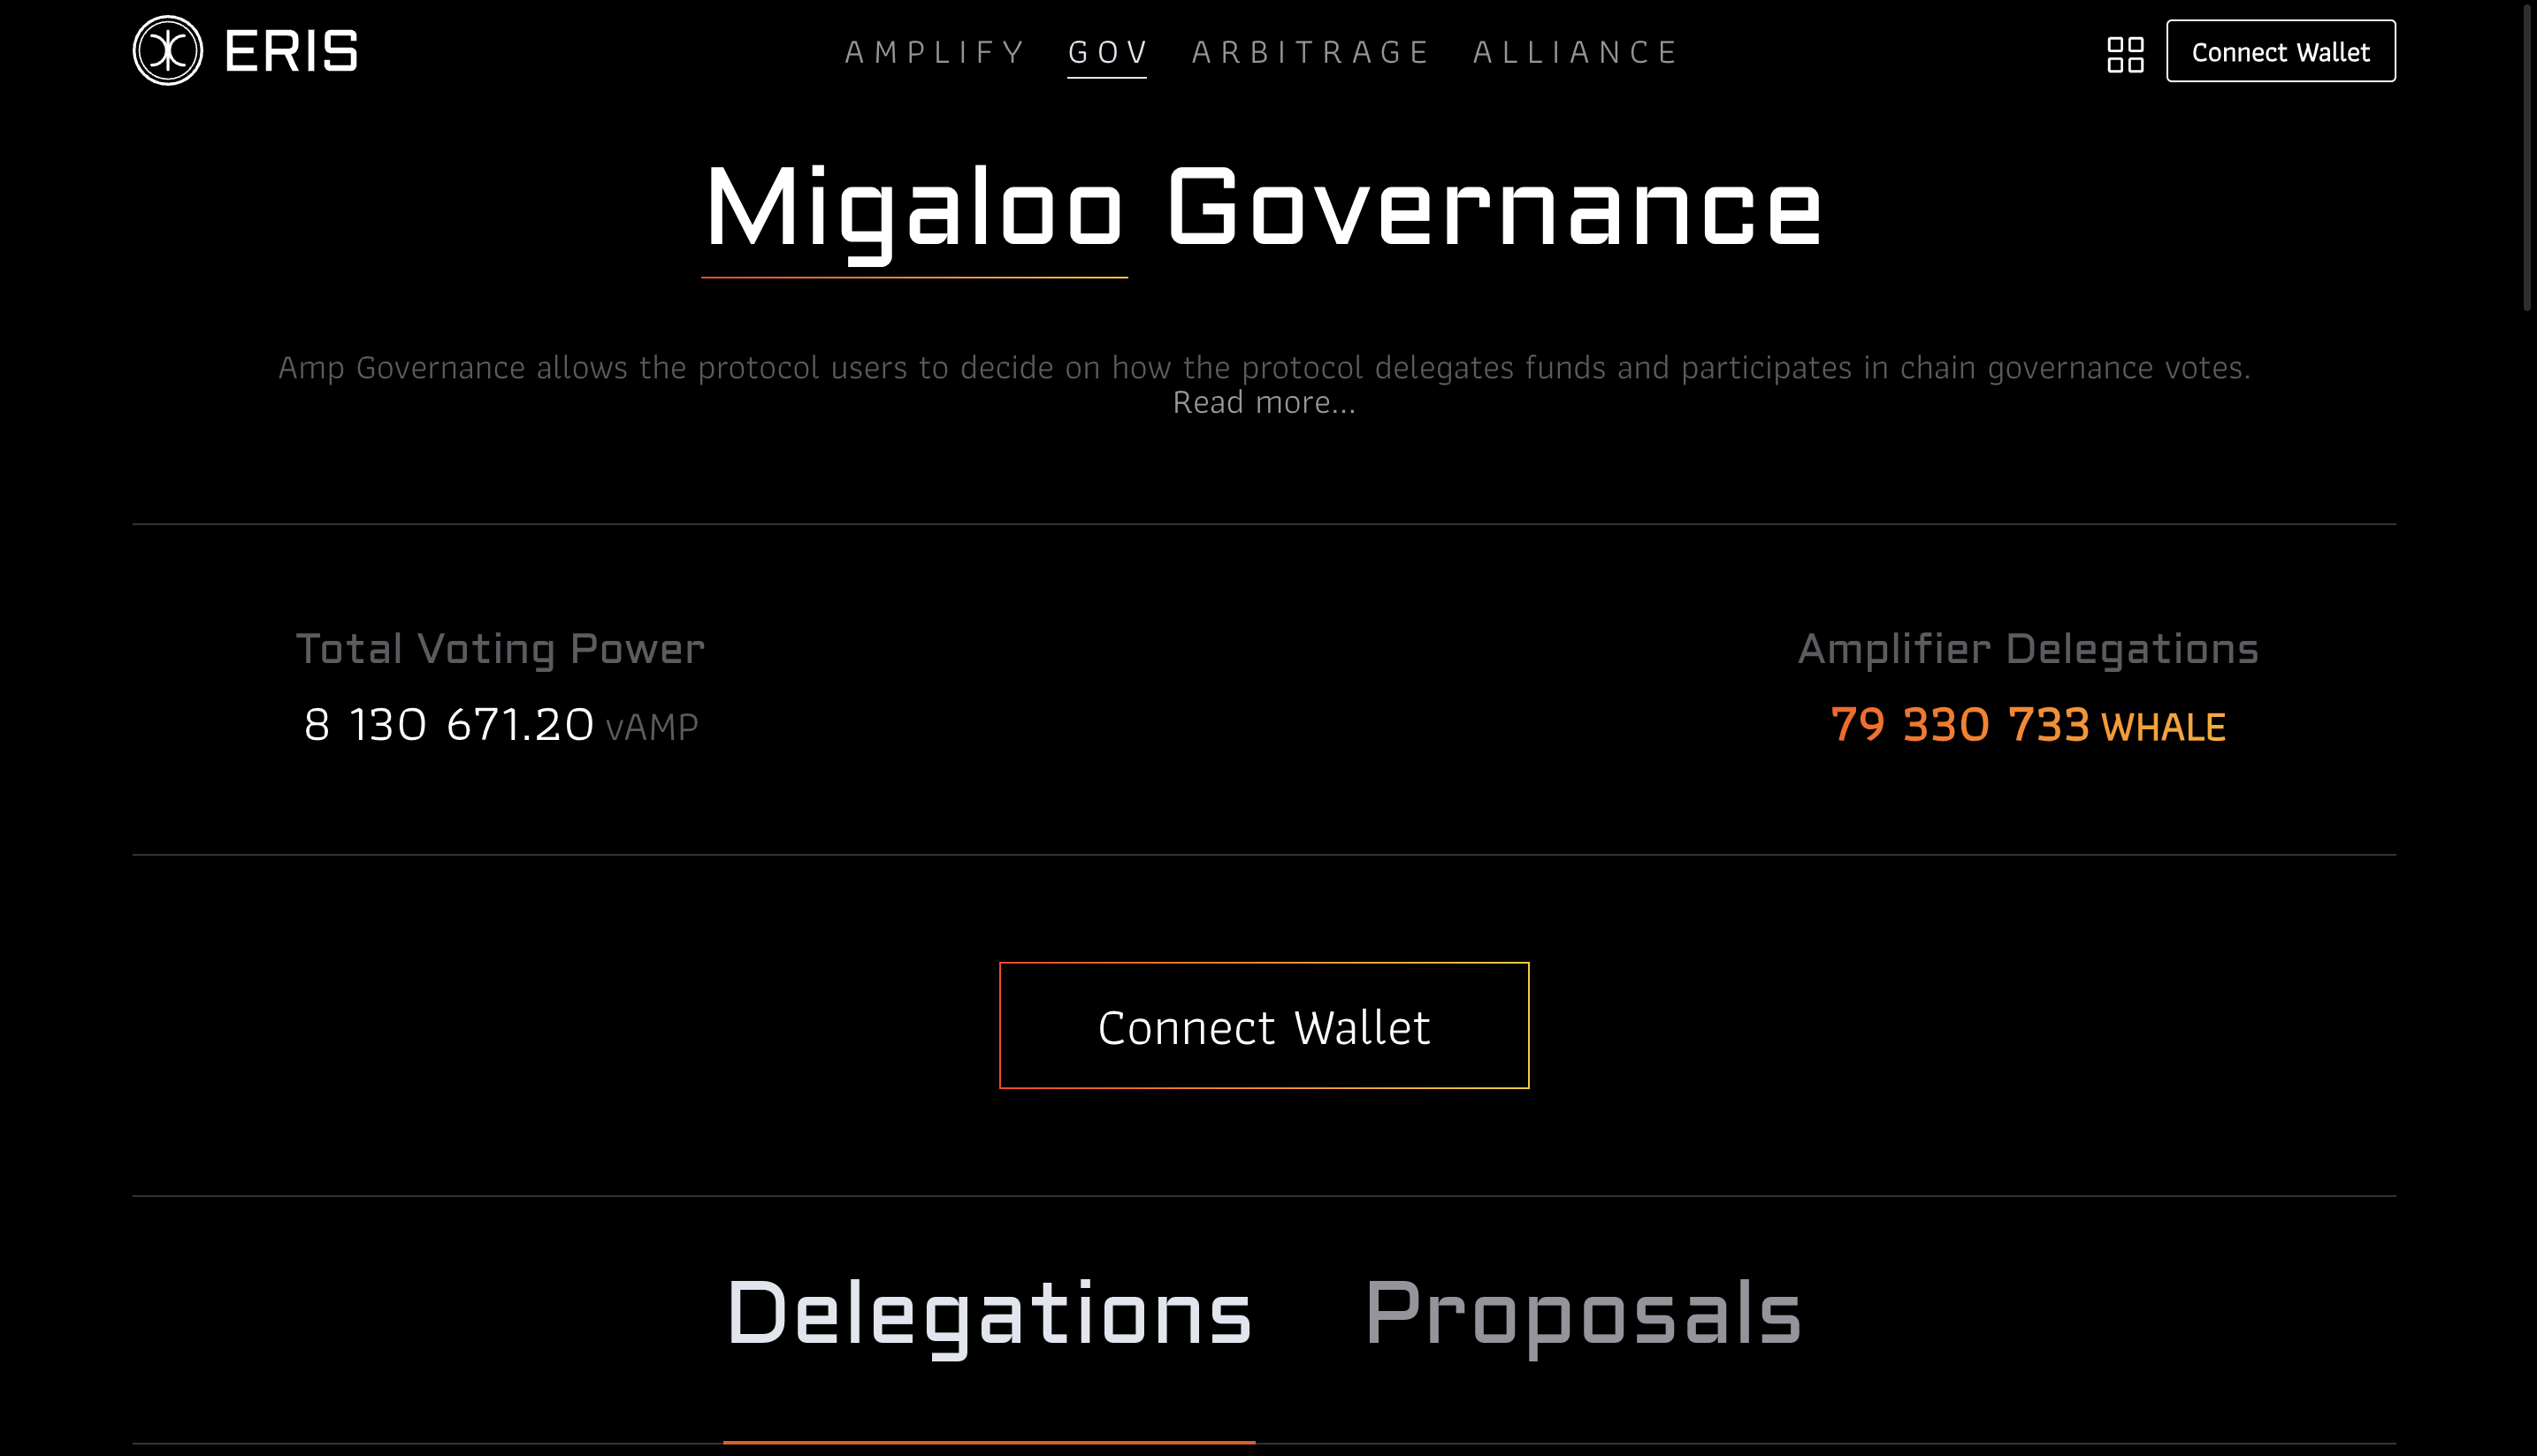 ERIS
AMPLIFY GOV ARBITRAGE ALLIANCE
Connect Wallet
Migaloo Governance
Amp Governance allows the protocol users to decide on how the protocol delegates funds and participates in chain governance votes.
Read more...
Total Voting Power
8 130 671.20 vAMP
Amplifier Delegations
79 330 733 WHALE
Connect Wallet
Delegations Proposals